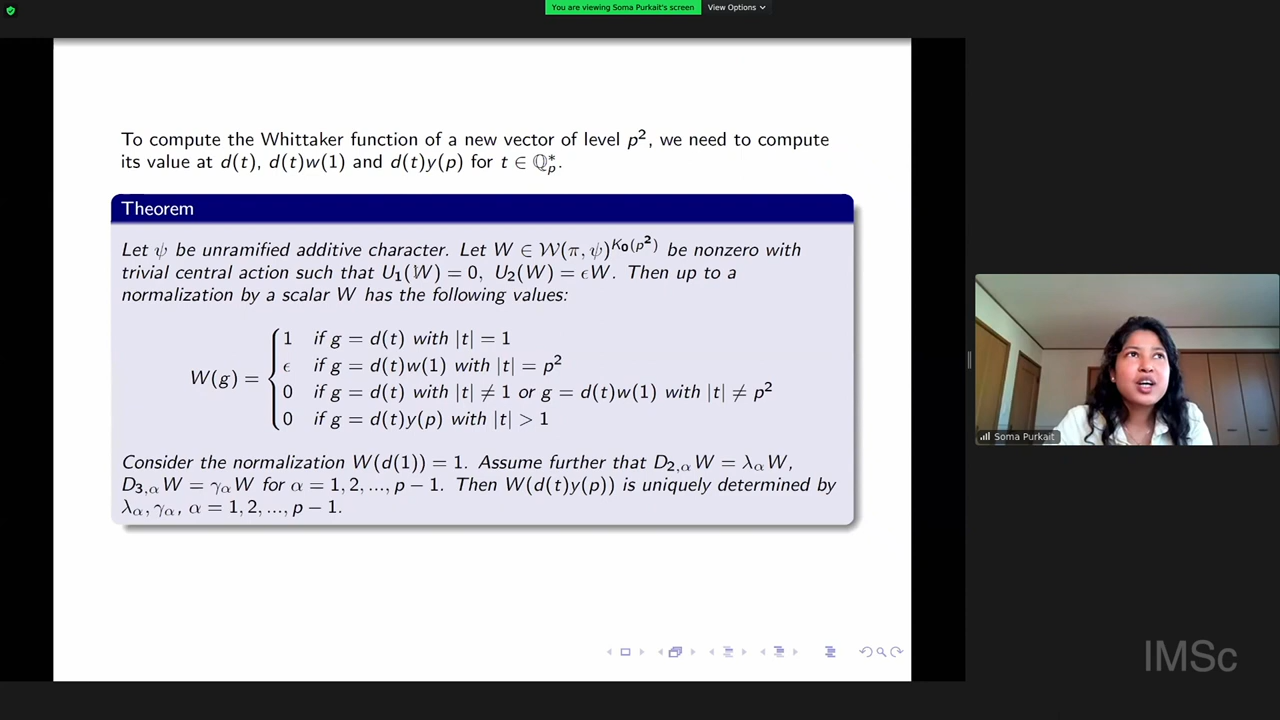 You are viewing Soma Purkait's screen
View Options
To compute the Whittaker function of a new vector of level p², we need to compute
its value at d(t), d(t)w(1) and d(t)y(p) for t ∈ ℚ*ₚ.
Theorem
Let ψ be unramified additive character. Let W ∈ 𝒲(π, ψ)^{K₀(p²)} be nonzero with
trivial central action such that U₁(W) = 0, U₂(W) = ϵW. Then up to a
normalization by a scalar W has the following values:
W(g) = { 1 if g = d(t) with |t| = 1
ϵ if g = d(t)w(1) with |t| = p²
0 if g = d(t) with |t| ≠ 1 or g = d(t)w(1) with |t| ≠ p²
0 if g = d(t)y(p) with |t| > 1
Consider the normalization W(d(1)) = 1. Assume further that D_{2,α}W = λ_αW,
D_{3,α}W = γ_αW for α = 1, 2, ..., p − 1. Then W(d(t)y(p)) is uniquely determined by
λ_α, γ_α, α = 1, 2, ..., p − 1.
Soma Purkait
IMSc